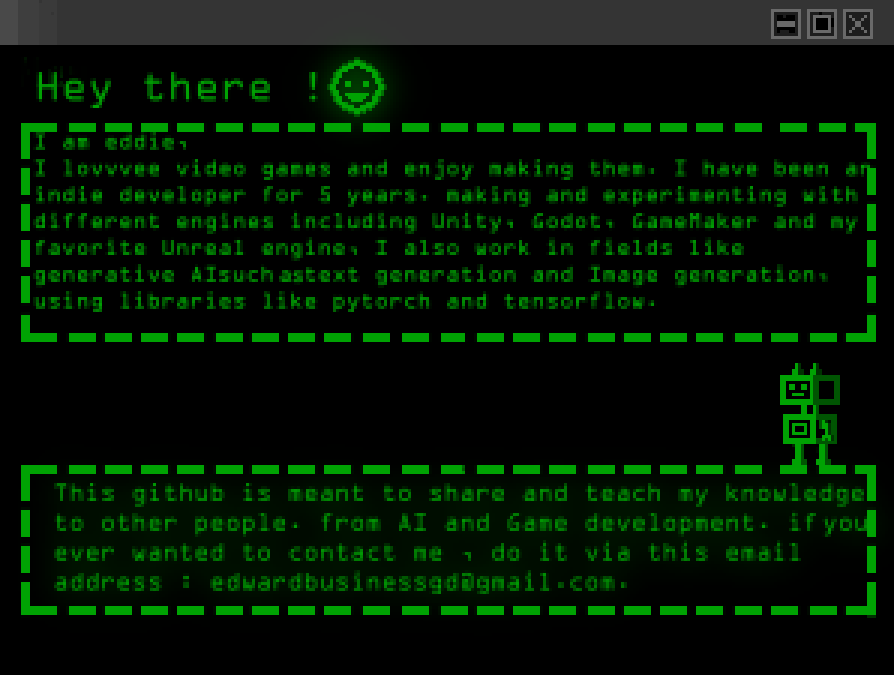 Hey there !
I am eddie,
I lovvvee video games and enjoy making them. I have been an
indie developer for 5 years. making and experimenting with
different engines including Unity, Godot, GameMaker and my
favorite Unreal engine, I also work in fields like
generative AIsuchastext generation and Image generation,
using libraries like pytorch and tensorflow.
This github is meant to share and teach my knowledge
to other people. from AI and Game development. if you
ever wanted to contact me , do it via this email
address : edwardbusinessgd@gmail.com.